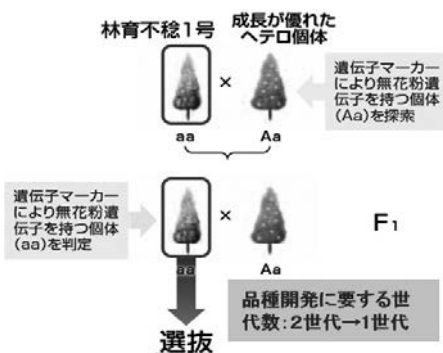 林育不稔1号
成長が優れた
ヘテロ個体
×
遺伝子マーカー
により無花粉遺
伝子を持つ個体
(Aa)を探索
aa
Aa
遺伝子マーカー
により無花粉遺
伝子を持つ個体
(aa)を判定
×
F1
aa
Aa
品種開発に要する世
代数:2世代→1世代
選抜